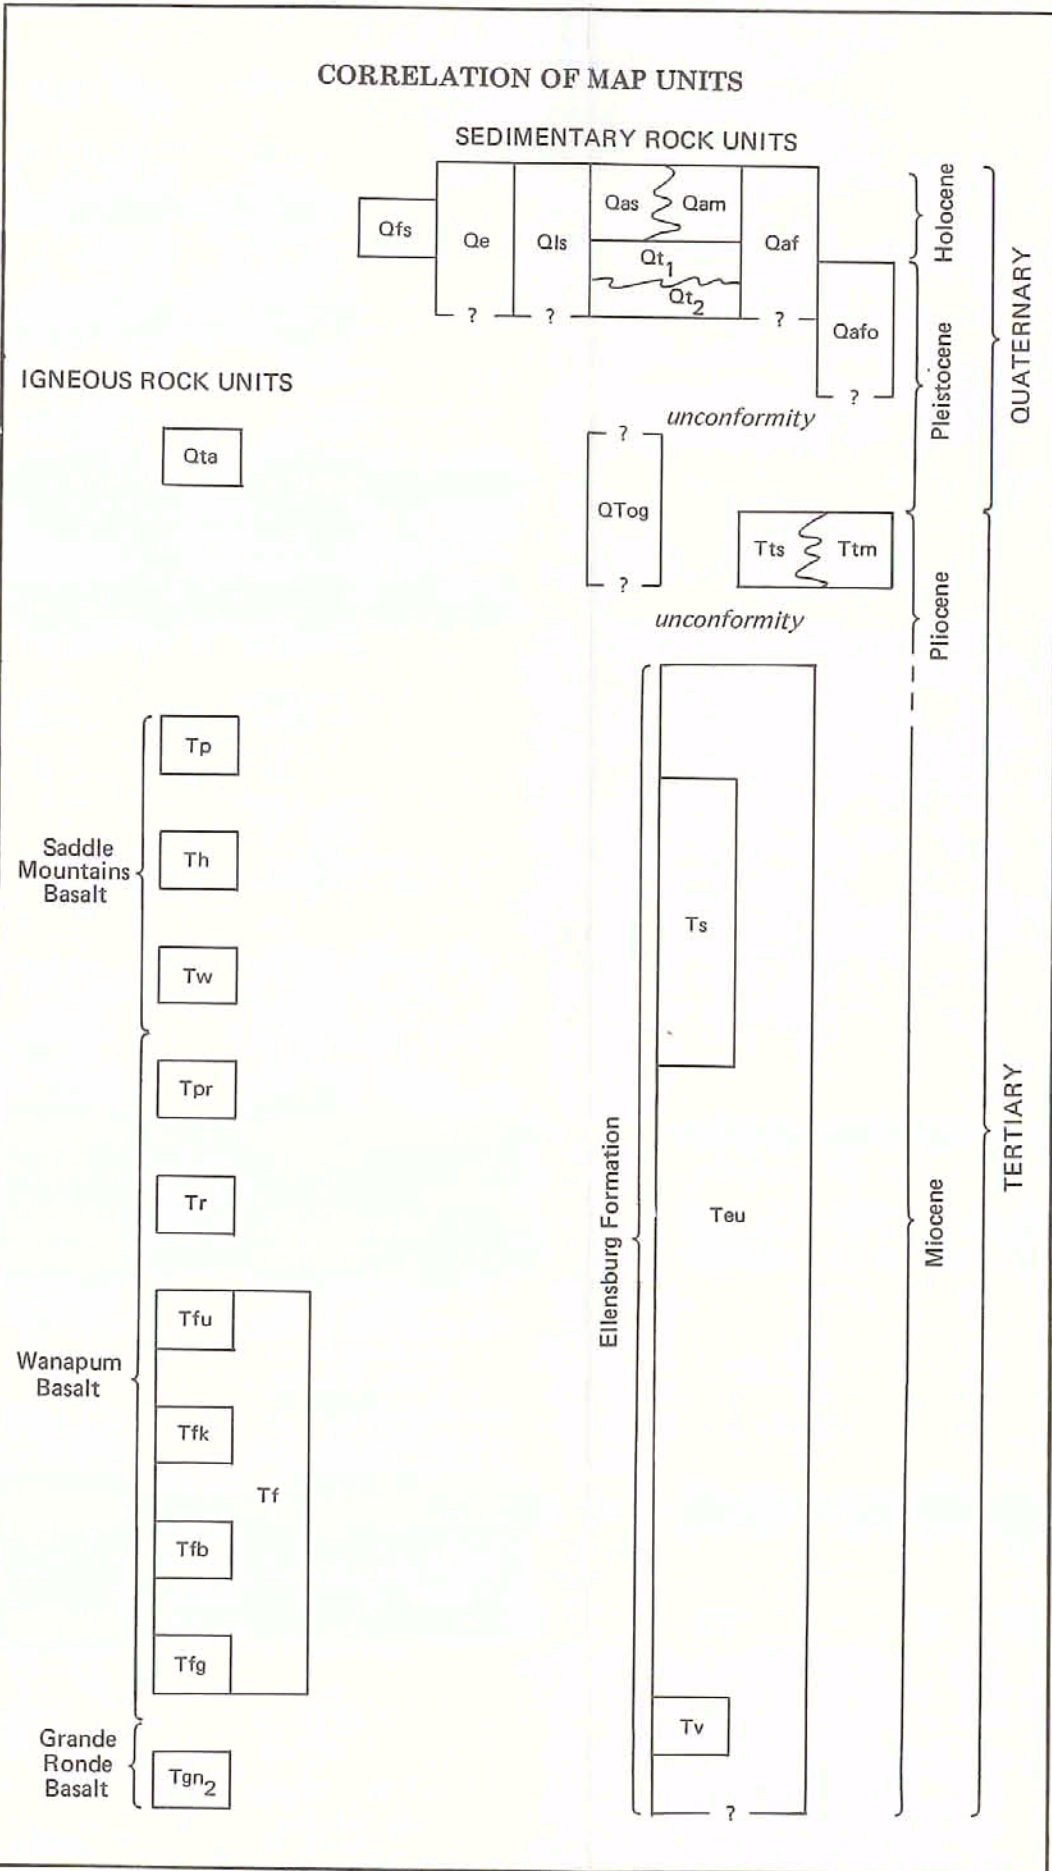 CORRELATION OF MAP UNITS
SEDIMENTARY ROCK UNITS
Qfs
Qe
Qls
Qas
Qam
Qt1
Qt2
Qaf
Qafo
?
?
?
?
Holocene
Pleistocene
QUATERNARY
IGNEOUS ROCK UNITS
unconformity
Qta
?
QTog
?
Tts
Ttm
unconformity
Pliocene
Tp
Saddle
Mountains
Basalt
Th
Tw
Ts
Tpr
Tr
Ellensburg Formation
Teu
Miocene
TERTIARY
Tfu
Wanapum
Basalt
Tfk
Tf
Tfb
Tfg
Tv
Grande
Ronde
Basalt
Tgn2
?